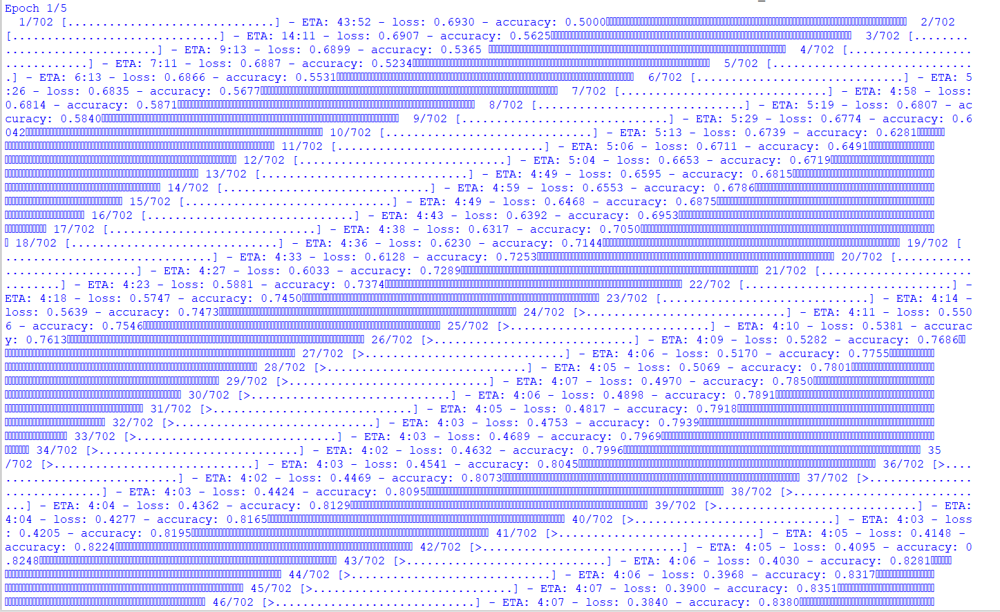 Epoch 1/5
1/702 [..............................] - ETA: 43:52 - loss: 0.6930 - accuracy: 0.5000 2/702
[..............................] - ETA: 14:11 - loss: 0.6907 - accuracy: 0.5625 3/702 [........
......................] - ETA: 9:13 - loss: 0.6899 - accuracy: 0.5365 4/702 [..................
............] - ETA: 7:11 - loss: 0.6887 - accuracy: 0.5234 5/702 [.............................
.] - ETA: 6:13 - loss: 0.6866 - accuracy: 0.5531 6/702 [..............................] - ETA: 5
:26 - loss: 0.6835 - accuracy: 0.5677 7/702 [..............................] - ETA: 4:58 - loss:
0.6814 - accuracy: 0.5871 8/702 [..............................] - ETA: 5:19 - loss: 0.6807 - ac
curacy: 0.5840 9/702 [..............................] - ETA: 5:29 - loss: 0.6774 - accuracy: 0.6
042 10/702 [..............................] - ETA: 5:13 - loss: 0.6739 - accuracy: 0.6281
11/702 [..............................] - ETA: 5:06 - loss: 0.6711 - accuracy: 0.6491
12/702 [..............................] - ETA: 5:04 - loss: 0.6653 - accuracy: 0.6719
13/702 [..............................] - ETA: 4:49 - loss: 0.6595 - accuracy: 0.6815
14/702 [..............................] - ETA: 4:59 - loss: 0.6553 - accuracy: 0.6786
15/702 [..............................] - ETA: 4:49 - loss: 0.6468 - accuracy: 0.6875
16/702 [..............................] - ETA: 4:43 - loss: 0.6392 - accuracy: 0.6953
17/702 [..............................] - ETA: 4:38 - loss: 0.6317 - accuracy: 0.7050
18/702 [..............................] - ETA: 4:36 - loss: 0.6230 - accuracy: 0.7144 19/702 [
..............................] - ETA: 4:33 - loss: 0.6128 - accuracy: 0.7253 20/702 [...........
...................] - ETA: 4:27 - loss: 0.6033 - accuracy: 0.7289 21/702 [......................
........] - ETA: 4:23 - loss: 0.5881 - accuracy: 0.7374 22/702 [..............................] -
ETA: 4:18 - loss: 0.5747 - accuracy: 0.7450 23/702 [..............................] - ETA: 4:14 -
loss: 0.5639 - accuracy: 0.7473 24/702 [>.............................] - ETA: 4:11 - loss: 0.550
6 - accuracy: 0.7546 25/702 [>.............................] - ETA: 4:10 - loss: 0.5381 - accurac
y: 0.7613 26/702 [>.............................] - ETA: 4:09 - loss: 0.5282 - accuracy: 0.7686
27/702 [>.............................] - ETA: 4:06 - loss: 0.5170 - accuracy: 0.7755
28/702 [>.............................] - ETA: 4:05 - loss: 0.5069 - accuracy: 0.7801
29/702 [>.............................] - ETA: 4:07 - loss: 0.4970 - accuracy: 0.7850
30/702 [>.............................] - ETA: 4:06 - loss: 0.4898 - accuracy: 0.7891
31/702 [>.............................] - ETA: 4:05 - loss: 0.4817 - accuracy: 0.7918
32/702 [>.............................] - ETA: 4:03 - loss: 0.4753 - accuracy: 0.7939
33/702 [>.............................] - ETA: 4:03 - loss: 0.4689 - accuracy: 0.7969
34/702 [>.............................] - ETA: 4:02 - loss: 0.4632 - accuracy: 0.7996 35
/702 [>.............................] - ETA: 4:03 - loss: 0.4541 - accuracy: 0.8045 36/702 [>....
.........................] - ETA: 4:02 - loss: 0.4469 - accuracy: 0.8073 37/702 [>...............
..............] - ETA: 4:03 - loss: 0.4424 - accuracy: 0.8095 38/702 [>..........................
...] - ETA: 4:04 - loss: 0.4362 - accuracy: 0.8129 39/702 [>.............................] - ETA:
4:04 - loss: 0.4277 - accuracy: 0.8165 40/702 [>.............................] - ETA: 4:03 - loss
: 0.4205 - accuracy: 0.8195 41/702 [>.............................] - ETA: 4:05 - loss: 0.4148 -
accuracy: 0.8224 42/702 [>.............................] - ETA: 4:05 - loss: 0.4095 - accuracy: 0
.8248 43/702 [>.............................] - ETA: 4:06 - loss: 0.4030 - accuracy: 0.8281
44/702 [>.............................] - ETA: 4:06 - loss: 0.3968 - accuracy: 0.8317
45/702 [>.............................] - ETA: 4:07 - loss: 0.3900 - accuracy: 0.8351
46/702 [>.............................] - ETA: 4:07 - loss: 0.3840 - accuracy: 0.8380